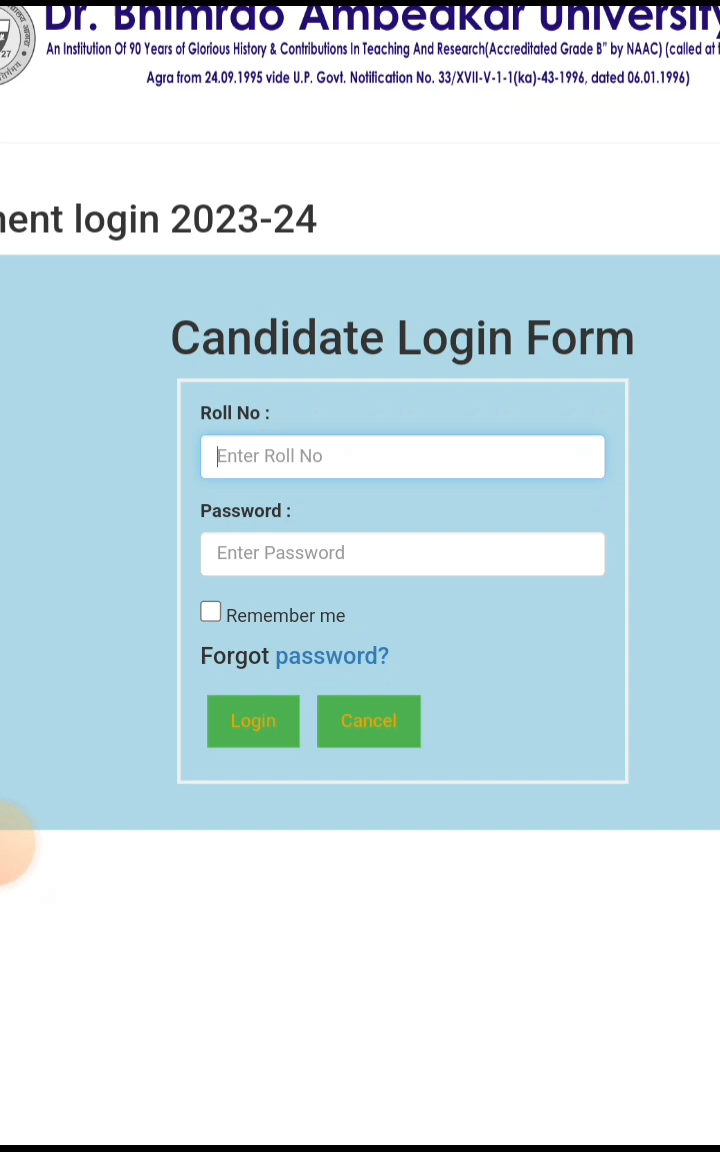 Dr. Bhimrao Ambedkar University
An Institution Of 90 Years of Glorious History & Contributions In Teaching And Research(Accreditated Grade B" by NAAC) (called at
Agra from 24.09.1995 vide U.P. Govt. Notification No. 33/XVII-V-1-1(ka)-43-1996, dated 06.01.1996)
login 2023-24
Candidate Login Form
Roll No :
Enter Roll No
Password :
Enter Password
Remember me
Forgot password?
Login Cancel